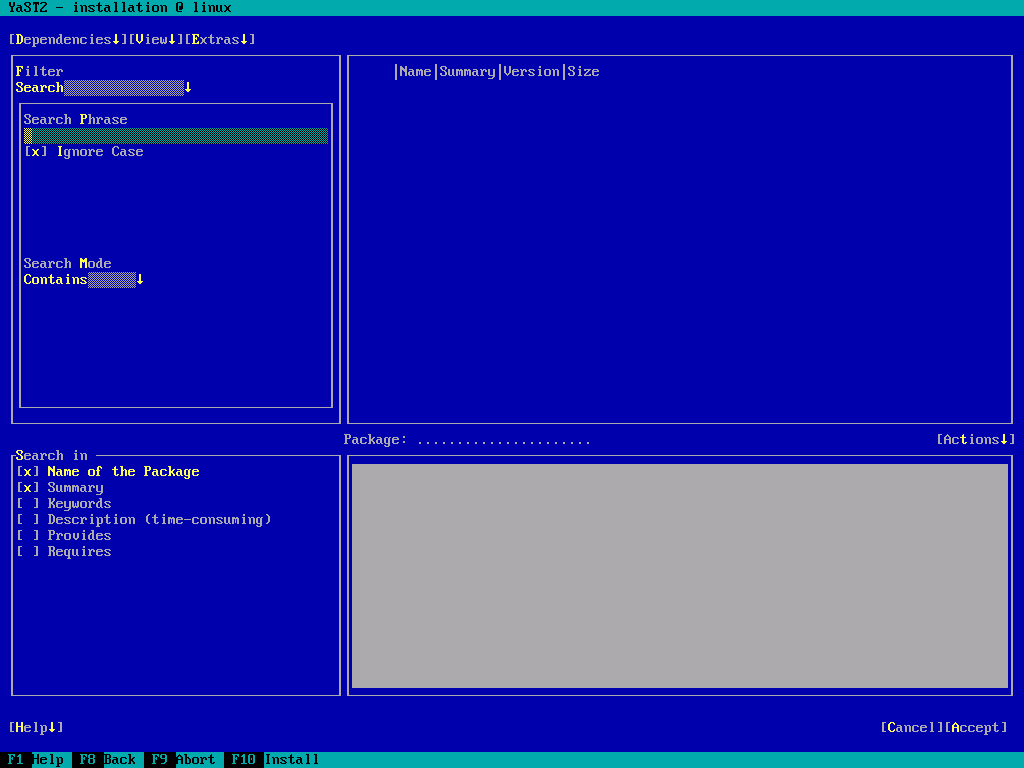 YaST2 - installation @ linux
[Dependencies↓][View↓][Extras↓]
Filter
Search↓
Search Phrase
[x] Ignore Case
Search Mode
Contains↓
|Name|Summary|Version|Size
Package: ......................
[Actions↓]
Search in
[x] Name of the Package
[x] Summary
[ ] Keywords
[ ] Description (time-consuming)
[ ] Provides
[ ] Requires
[Help↓]
[Cancel][Accept]
F1 Help F8 Back F9 Abort F10 Install